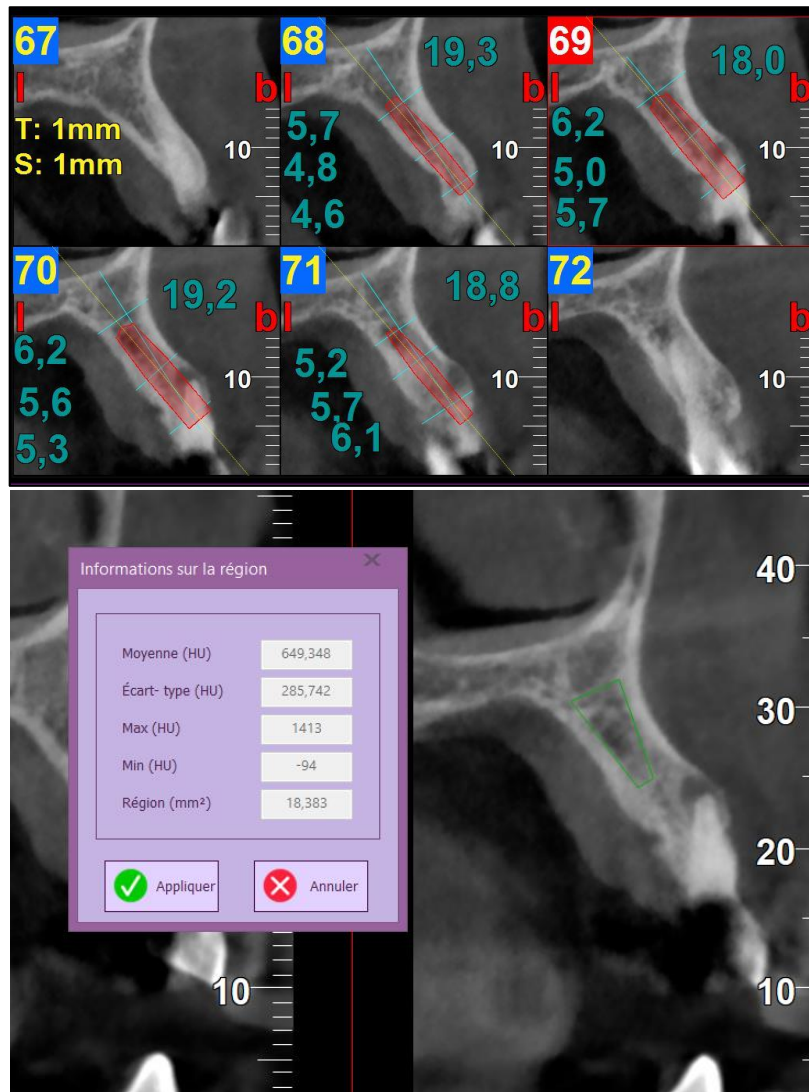 67
l
b
T: 1mm
S: 1mm
10
68
19,3
l
b
5,7
4,8
4,6
10
69
18,0
l
b
6,2
5,0
5,7
10
70
19,2
l
b
6,2
5,6
5,3
10
71
18,8
l
b
5,2
5,7
6,1
10
72
l
b
10
Informations sur la région
Moyenne (HU) 649,348
Écart- type (HU) 285,742
Max (HU) 1413
Min (HU) -94
Région (mm²) 18,383
Appliquer Annuler
10
40
30
20
10